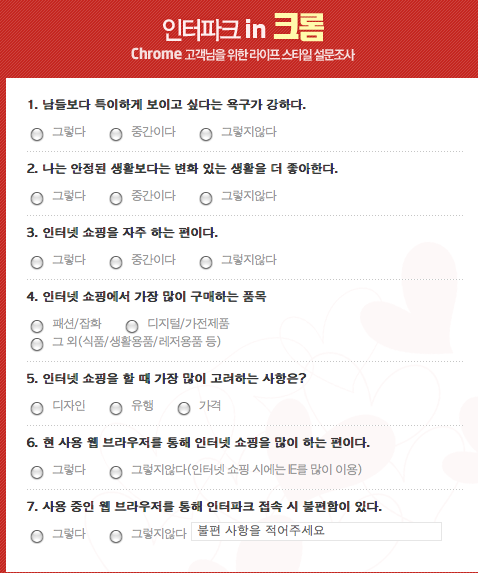 인터파크 in 크롬
Chrome 고객님을 위한 라이프 스타일 설문조사
1. 남들보다 특이하게 보이고 싶다는 욕구가 강하다.
그렇다 중간이다 그렇지않다
2. 나는 안정된 생활보다는 변화 있는 생활을 더 좋아한다.
그렇다 중간이다 그렇지않다
3. 인터넷 쇼핑을 자주 하는 편이다.
그렇다 중간이다 그렇지않다
4. 인터넷 쇼핑에서 가장 많이 구매하는 품목
패션/잡화 디지털/가전제품
그 외(식품/생활용품/레저용품 등)
5. 인터넷 쇼핑을 할 때 가장 많이 고려하는 사항은?
디자인 유행 가격
6. 현 사용 웹 브라우저를 통해 인터넷 쇼핑을 많이 하는 편이다.
그렇다 그렇지않다(인터넷 쇼핑 시에는 IE를 많이 이용)
7. 사용 중인 웹 브라우저를 통해 인터파크 접속 시 불편함이 있다.
그렇다 그렇지않다 불편 사항을 적어주세요